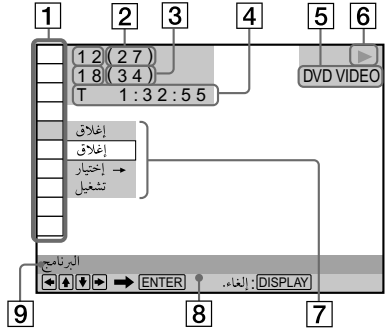 1 2 3 4 5 6
12(27)
18(34)
T 1:32:55
DVD VIDEO
إغلاق
إغلاق
إختيار →
تشغيل
البرنامج
ENTER
DISPLAY : إلغاء.
9 8 7